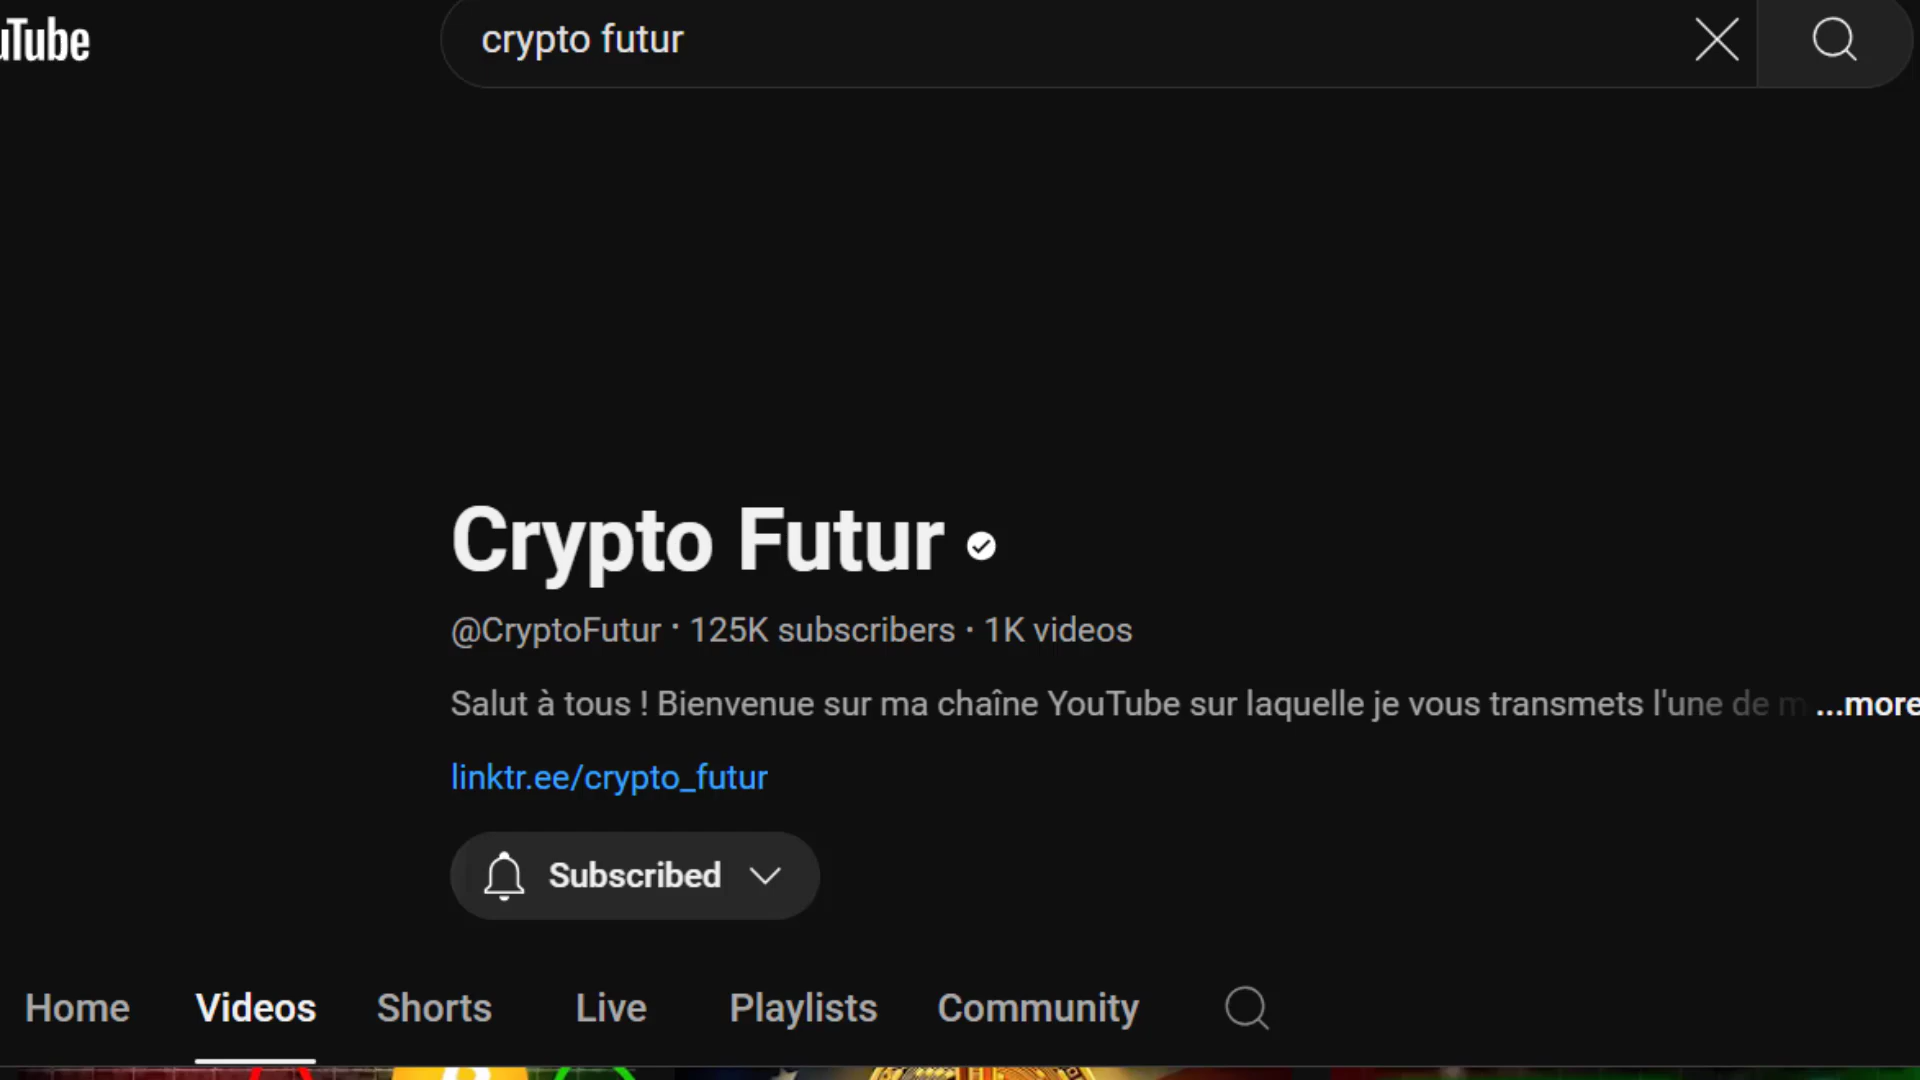 uTube
crypto futur
Crypto Futur
@CryptoFutur · 125K subscribers · 1K videos
Salut à tous ! Bienvenue sur ma chaîne YouTube sur laquelle je vous transmets l'une de m ...more
linktr.ee/crypto_futur
Subscribed
Home Videos Shorts Live Playlists Community